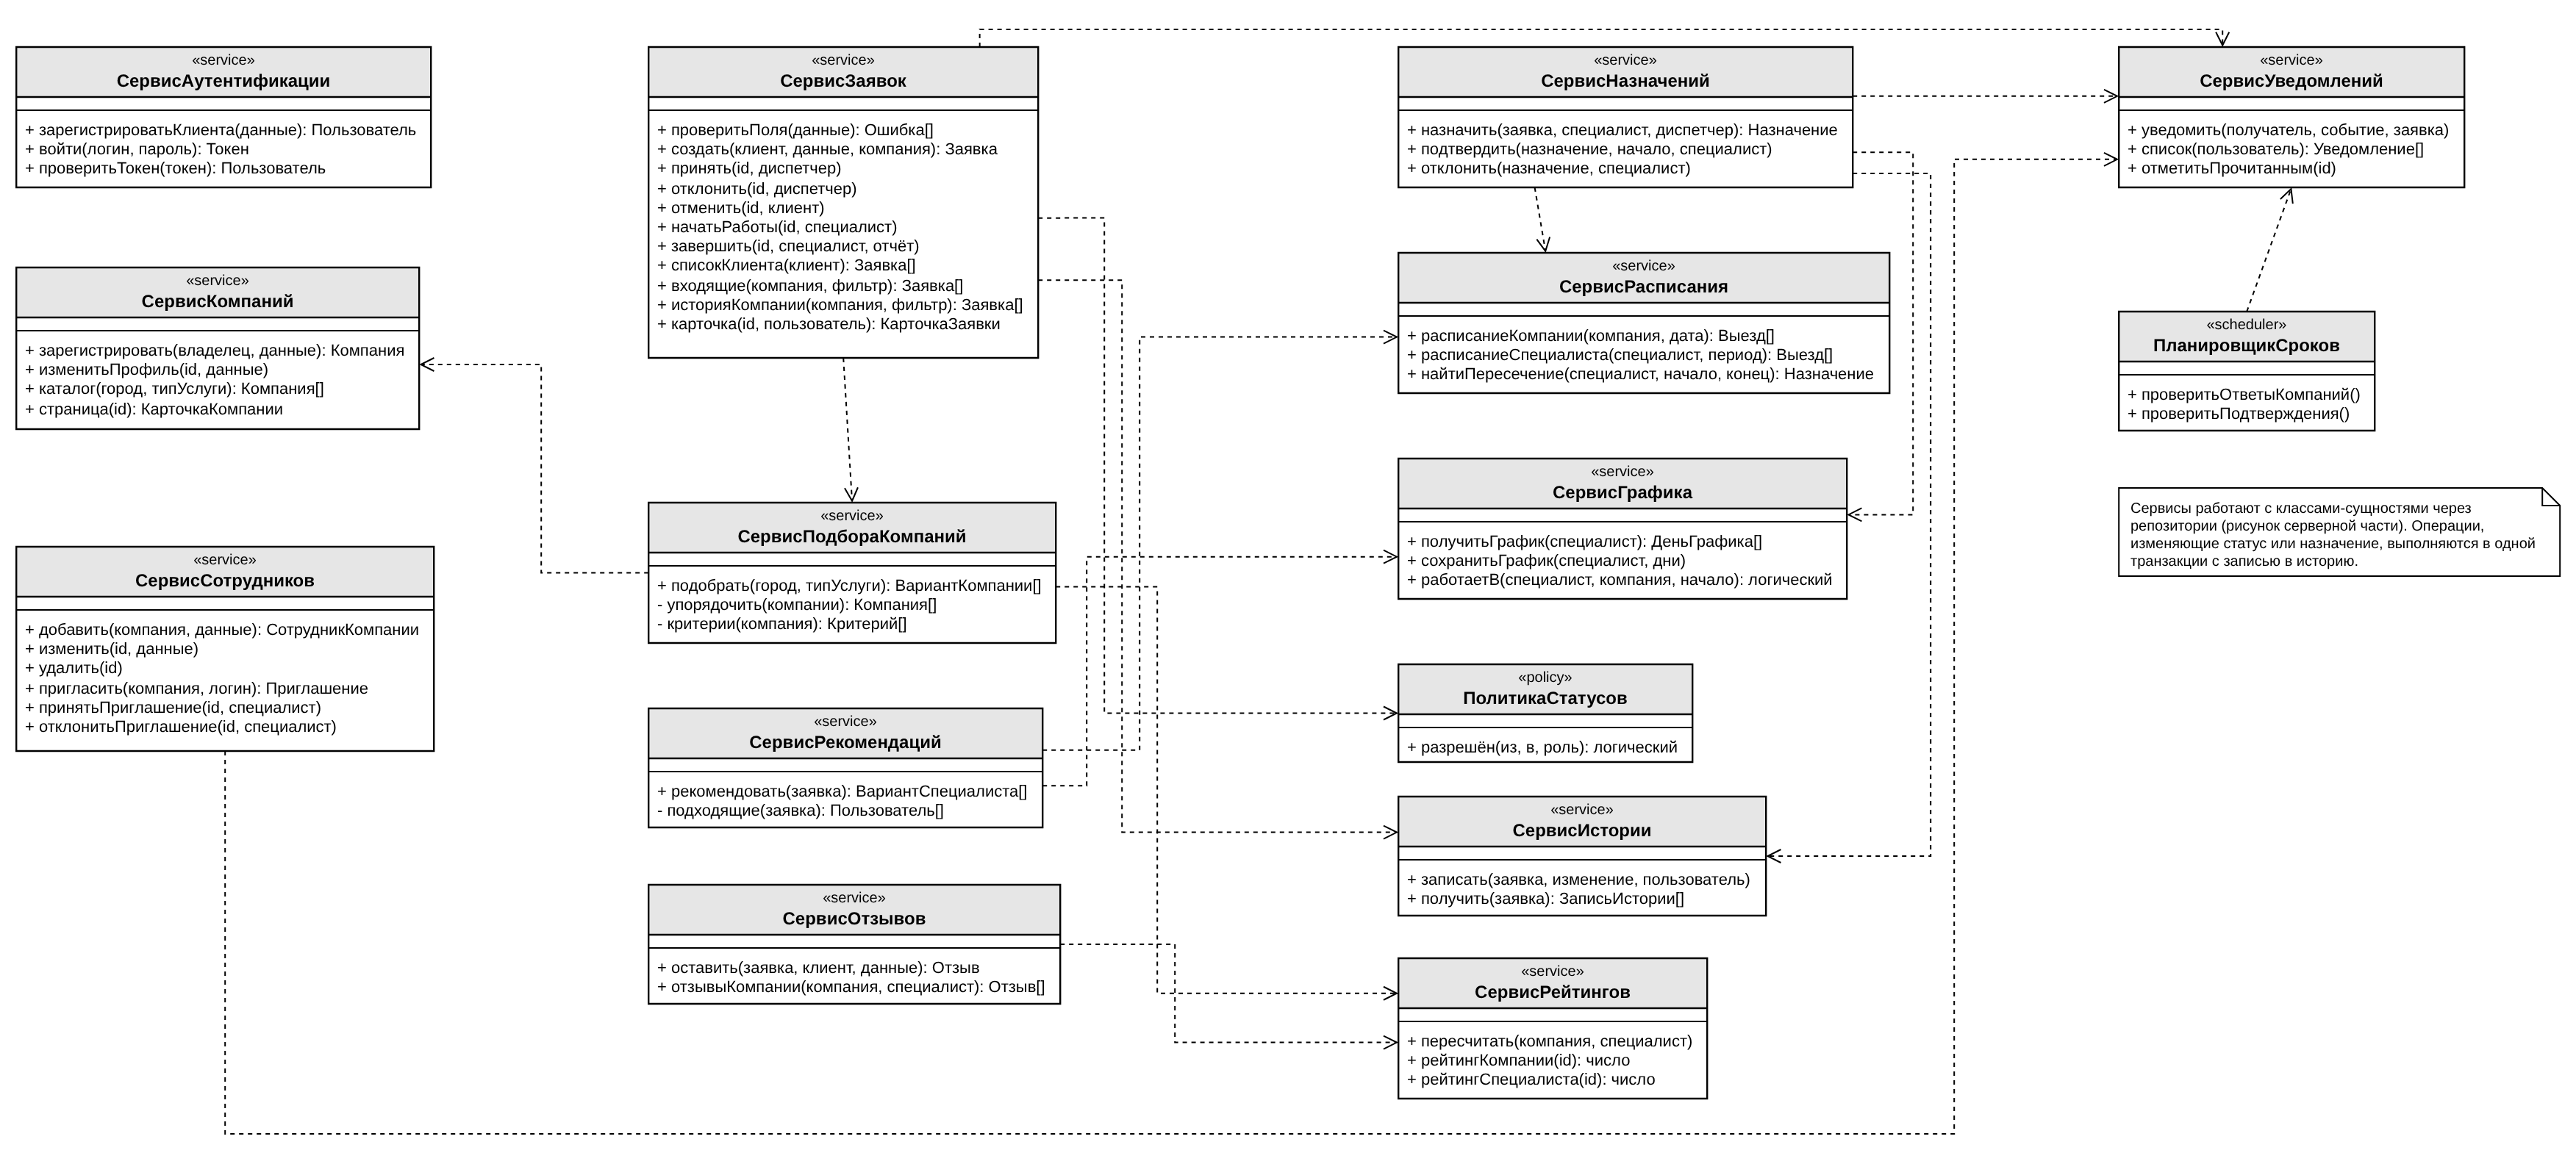 «service»
СервисАутентификации
+ зарегистрироватьКлиента(данные): Пользователь
+ войти(логин, пароль): Токен
+ проверитьТокен(токен): Пользователь
«service»
СервисКомпаний
+ зарегистрировать(владелец, данные): Компания
+ изменитьПрофиль(id, данные)
+ каталог(город, типУслуги): Компания[]
+ страница(id): КарточкаКомпании
«service»
СервисСотрудников
+ добавить(компания, данные): СотрудникКомпании
+ изменить(id, данные)
+ удалить(id)
+ пригласить(компания, логин): Приглашение
+ принятьПриглашение(id, специалист)
+ отклонитьПриглашение(id, специалист)
«service»
СервисЗаявок
+ проверитьПоля(данные): Ошибка[]
+ создать(клиент, данные, компания): Заявка
+ принять(id, диспетчер)
+ отклонить(id, диспетчер)
+ отменить(id, клиент)
+ начатьРаботы(id, специалист)
+ завершить(id, специалист, отчёт)
+ списокКлиента(клиент): Заявка[]
+ входящие(компания, фильтр): Заявка[]
+ историяКомпании(компания, фильтр): Заявка[]
+ карточка(id, пользователь): КарточкаЗаявки
«service»
СервисПодбораКомпаний
+ подобрать(город, типУслуги): ВариантКомпании[]
- упорядочить(компании): Компания[]
- критерии(компания): Критерий[]
«service»
СервисРекомендаций
+ рекомендовать(заявка): ВариантСпециалиста[]
- подходящие(заявка): Пользователь[]
«service»
СервисОтзывов
+ оставить(заявка, клиент, данные): Отзыв
+ отзывыКомпании(компания, специалист): Отзыв[]
«service»
СервисНазначений
+ назначить(заявка, специалист, диспетчер): Назначение
+ подтвердить(назначение, начало, специалист)
+ отклонить(назначение, специалист)
«service»
СервисРасписания
+ расписаниеКомпании(компания, дата): Выезд[]
+ расписаниеСпециалиста(специалист, период): Выезд[]
+ найтиПересечение(специалист, начало, конец): Назначение
«service»
СервисГрафика
+ получитьГрафик(специалист): ДеньГрафика[]
+ сохранитьГрафик(специалист, дни)
+ работаетВ(специалист, компания, начало): логический
«policy»
ПолитикаСтатусов
+ разрешён(из, в, роль): логический
«service»
СервисИстории
+ записать(заявка, изменение, пользователь)
+ получить(заявка): ЗаписьИстории[]
«service»
СервисРейтингов
+ пересчитать(компания, специалист)
+ рейтингКомпании(id): число
+ рейтингСпециалиста(id): число
«service»
СервисУведомлений
+ уведомить(получатель, событие, заявка)
+ список(пользователь): Уведомление[]
+ отметитьПрочитанным(id)
«scheduler»
ПланировщикСроков
+ проверитьОтветыКомпаний()
+ проверитьПодтверждения()
Сервисы работают с классами-сущностями через
репозитории (рисунок серверной части). Операции,
изменяющие статус или назначение, выполняются в одной
транзакции с записью в историю.